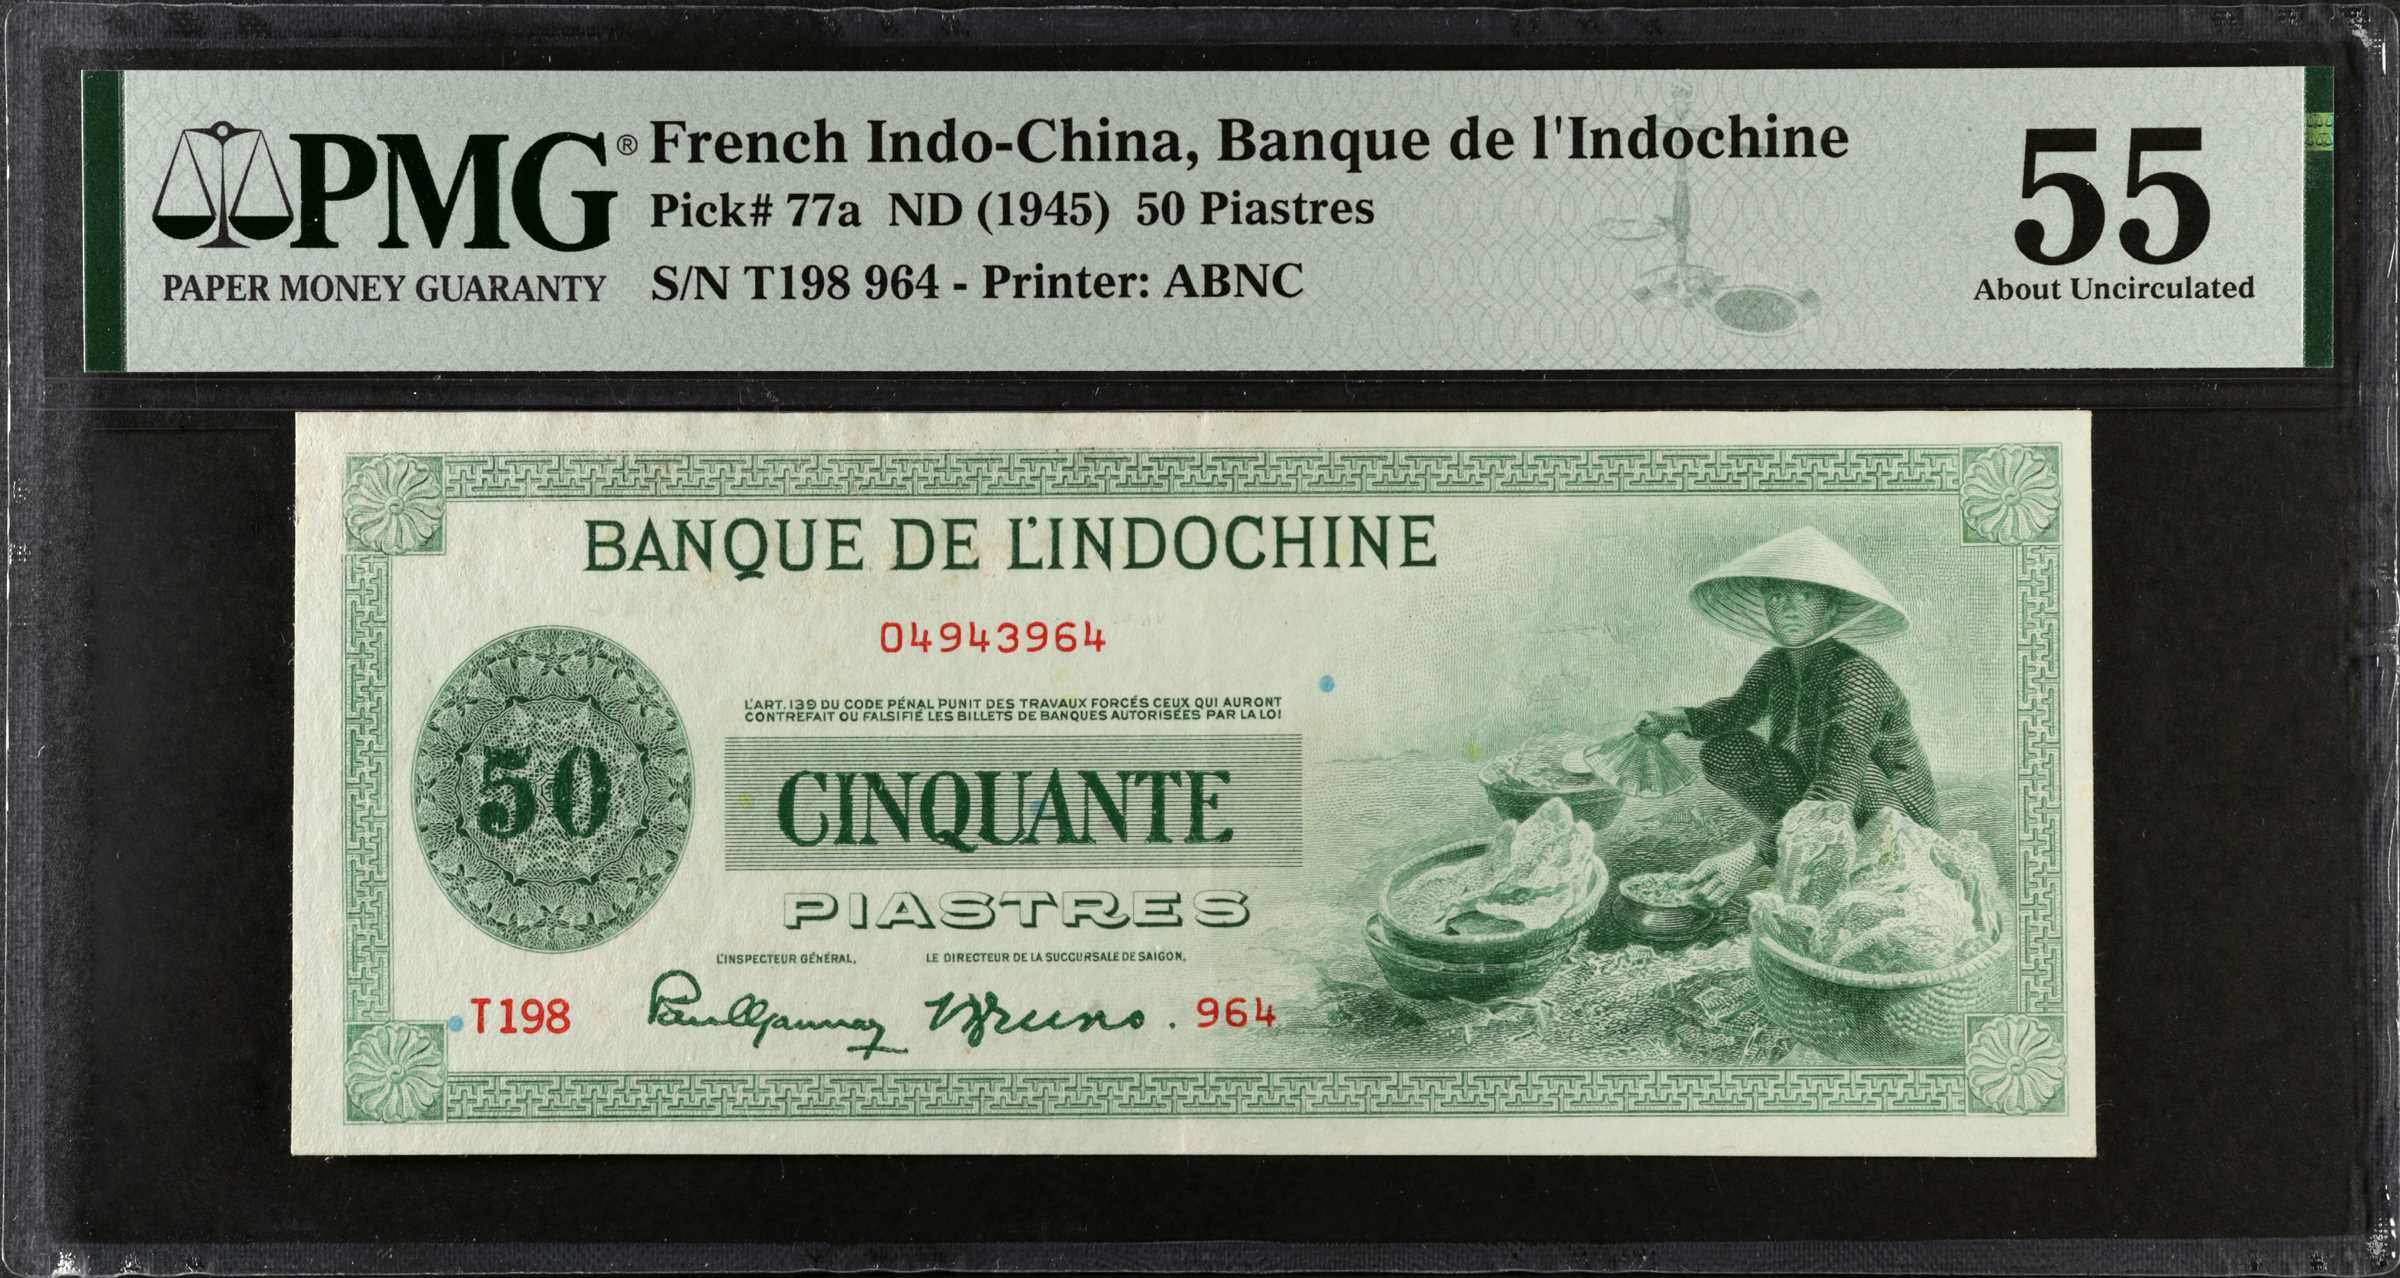 PMG®
PAPER MONEY GUARANTY
French Indo-China, Banque de l'Indochine
Pick# 77a ND (1945) 50 Piastres
S/N T198 964 - Printer: ABNC
55
About Uncirculated
BANQUE DE L'INDOCHINE
04943964
L'ART. 139 DU CODE PÉNAL PUNIT DES TRAVAUX FORCÉS CEUX QUI AURONT
CONTREFAIT OU FALSIFIÉ LES BILLETS DE BANQUES AUTORISÉES PAR LA LOI
50
CINQUANTE
PIASTRES
L'INSPECTEUR GÉNÉRAL,
LE DIRECTEUR DE LA SUCCURSALE DE SAIGON,
T198
964